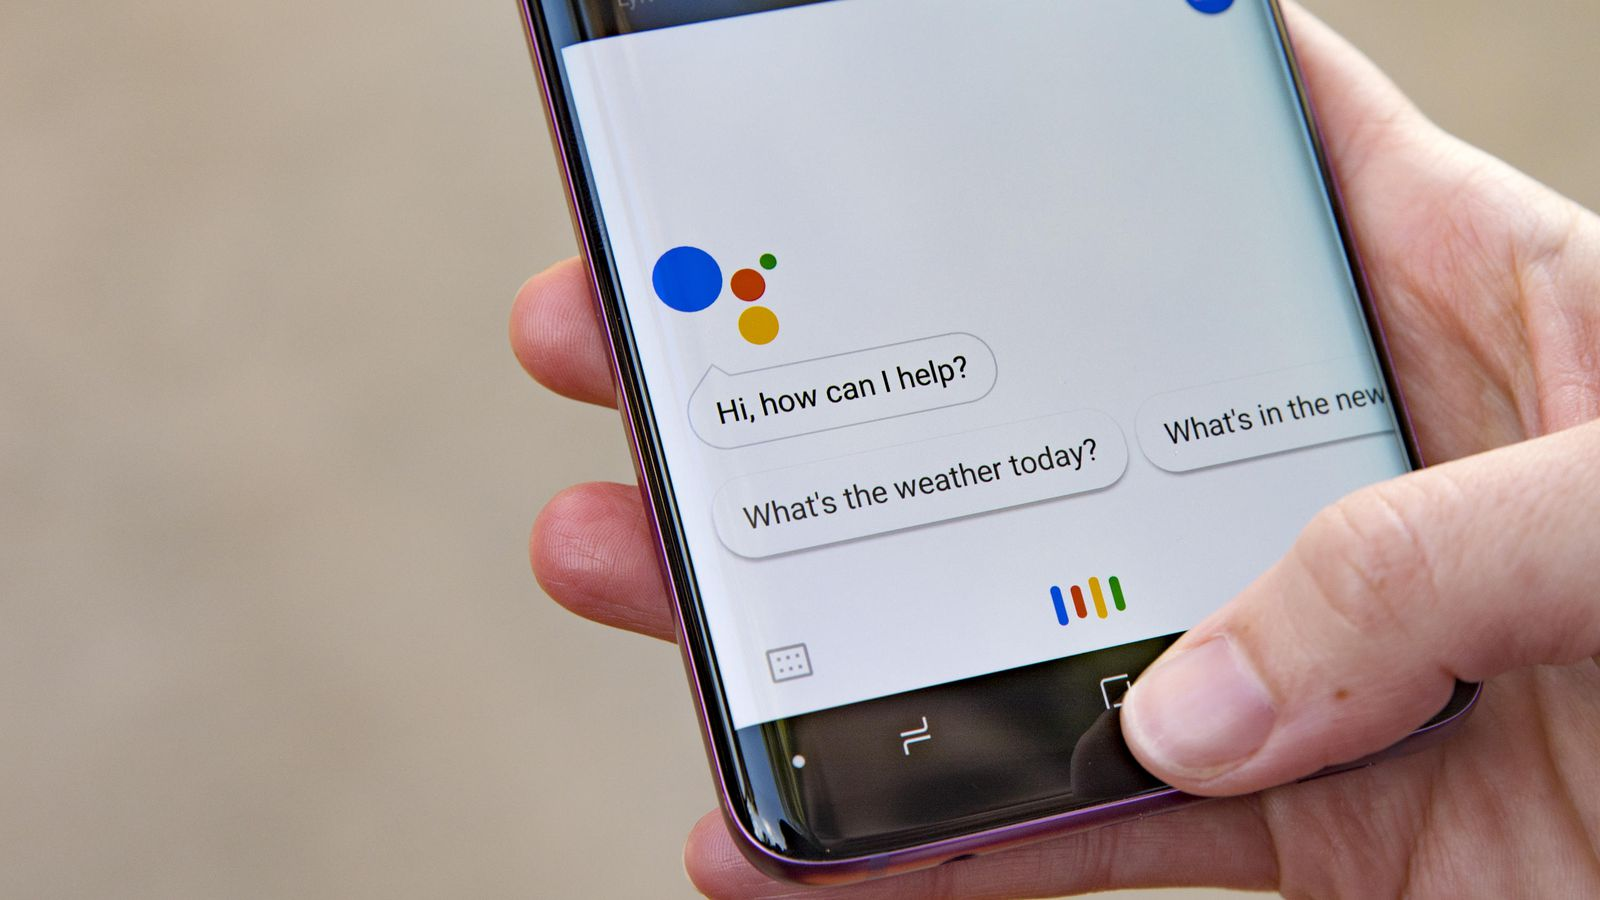 Hi, how can I help?
What's the weather today?
What's in the new